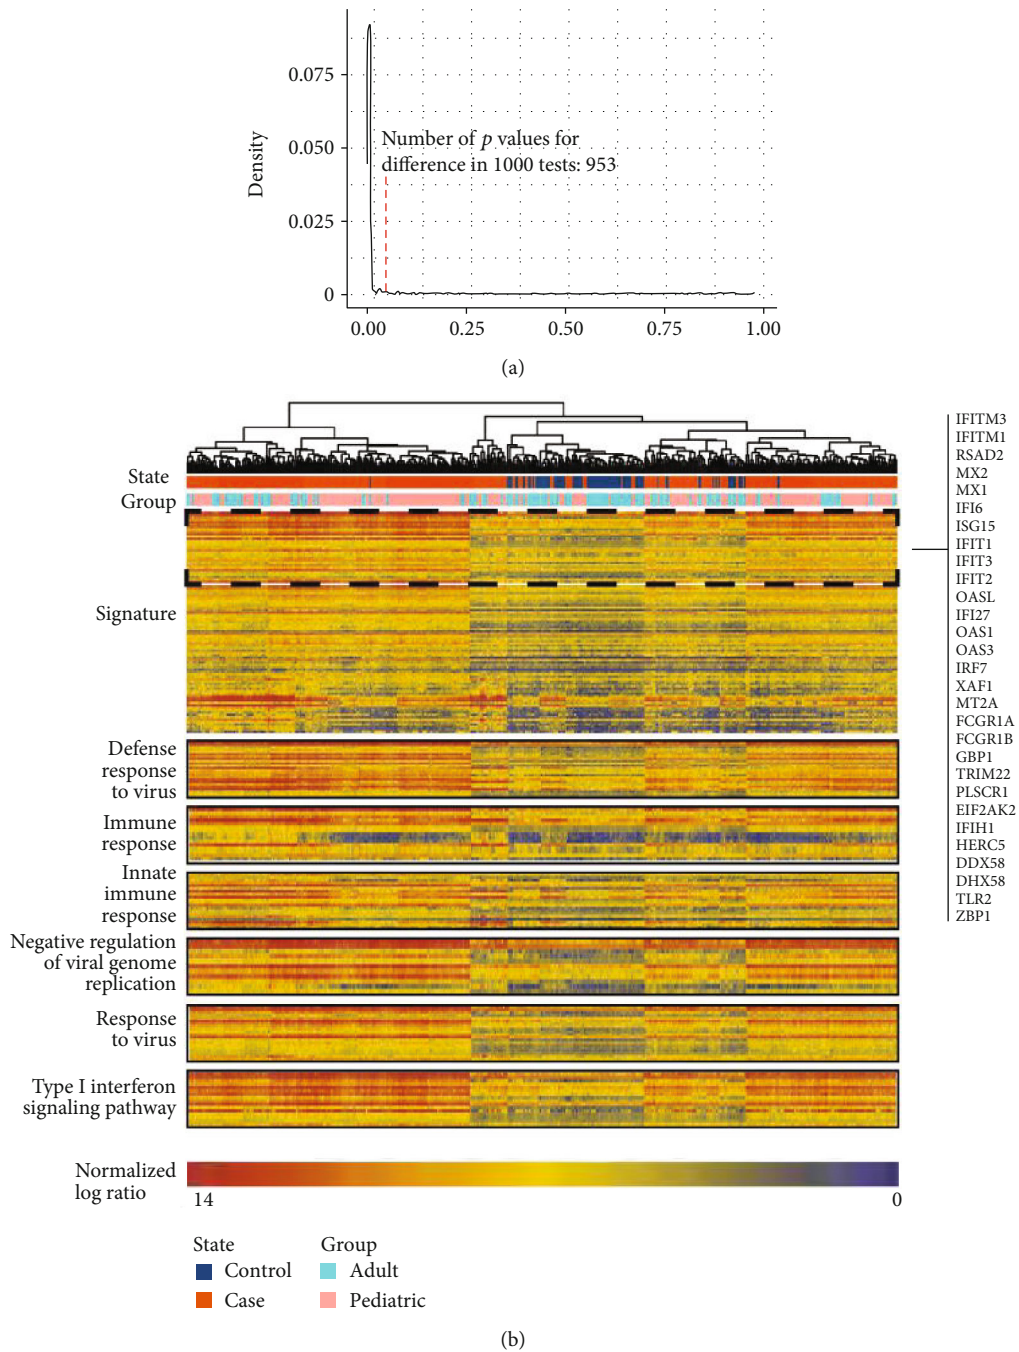 0.075
0.050
0.025
0
Density
Number of p values for
difference in 1000 tests: 953
0.00 0.25 0.50 0.75 1.00
(a)
State
Group
Signature
Defense
response
to virus
Immune
response
Innate
immune
response
Negative regulation
of viral genome
replication
Response
to virus
Type I interferon
signaling pathway
IFITM3
IFITM1
RSAD2
MX2
MX1
IFI6
ISG15
IFIT1
IFIT3
IFIT2
OASL
IFI27
OAS1
OAS3
IRF7
XAF1
MT2A
FCGR1A
FCGR1B
GBP1
TRIM22
PLSCR1
EIF2AK2
IFIH1
HERC5
DDX58
DHX58
TLR2
ZBP1
Normalized
log ratio
14 0
State Group
Control Adult
Case Pediatric
(b)